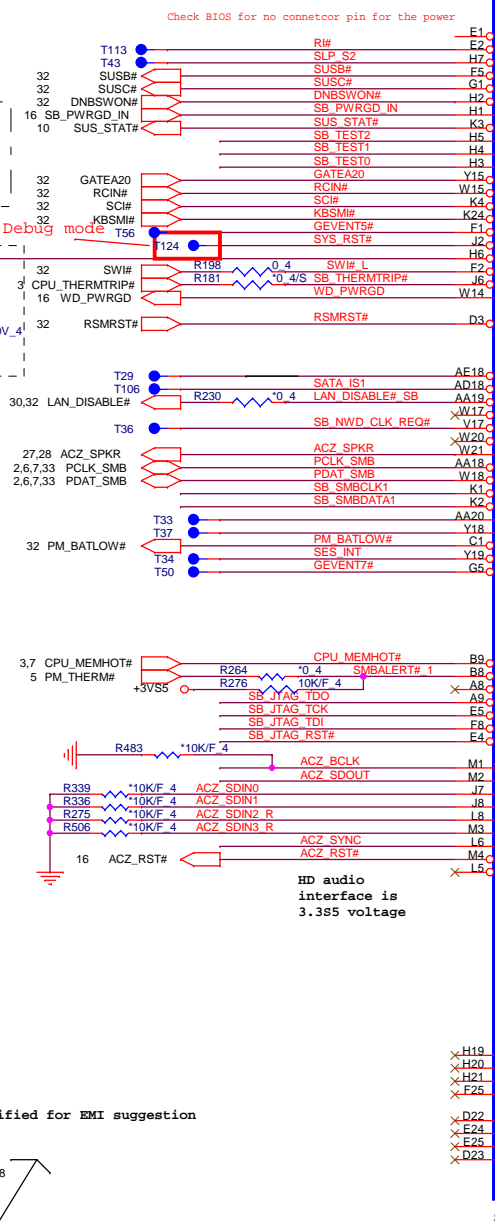 Check BIOS for no connetcor pin for the power
E1
T113 RI# E2
T43 SLP_S2 H7
32 SUSB# SUSB# F5
32 SUSC# SUSC# G1
32 DNBSWON# DNBSWON# H2
16 SB_PWRGD_IN SB_PWRGD_IN H1
10 SUS_STAT# SUS_STAT# K3
SB_TEST2 H5
SB_TEST1 H4
SB_TEST0 H3
32 GATEA20 GATEA20 Y15
32 RCIN# RCIN# W15
32 SCI# SCI# K4
32 KBSMI# KBSMI# K24
Debug mode T56 GEVENT5# F1
T124 SYS_RST# J2
H6
32 SWI# R198 0_4 SWI#_L F2
3 CPU_THERMTRIP# R181 *0_4/S SB_THERMTRIP# J6
16 WD_PWRGD WD_PWRGD W14
0V_4 32 RSMRST# RSMRST# D3
T29 AE18
T106 SATA_IS1 AD18
30,32 LAN_DISABLE# R230 *0_4 LAN_DISABLE#_SB AA19
W17
T36 SB_NWD_CLK_REQ# V17
W20
27,28 ACZ_SPKR ACZ_SPKR W21
2,6,7,33 PCLK_SMB PCLK_SMB AA18
2,6,7,33 PDAT_SMB PDAT_SMB W18
SB_SMBCLK1 K1
SB_SMBDATA1 K2
T33 AA20
T37 Y18
32 PM_BATLOW# PM_BATLOW# C1
T34 SES_INT Y19
T50 GEVENT7# G5
3,7 CPU_MEMHOT# CPU_MEMHOT# B9
5 PM_THERM# R264 *0_4 SMBALERT#_1 B8
+3VS5 R276 10K/F_4 A8
SB_JTAG_TDO A9
SB_JTAG_TCK E5
SB_JTAG_TDI F8
SB_JTAG_RST# E4
R483 *10K/F_4 ACZ_BCLK M1
ACZ_SDOUT M2
R339 *10K/F_4 ACZ_SDIN0 J7
R336 *10K/F_4 ACZ_SDIN1 J8
R275 *10K/F_4 ACZ_SDIN2_R L8
R506 *10K/F_4 ACZ_SDIN3_R M3
ACZ_SYNC L6
16 ACZ_RST# ACZ_RST# M4
L5
HD audio
interface is
3.3S5 voltage
H19
H20
H21
F25
ified for EMI suggestion
D22
E24
E25
D23
8